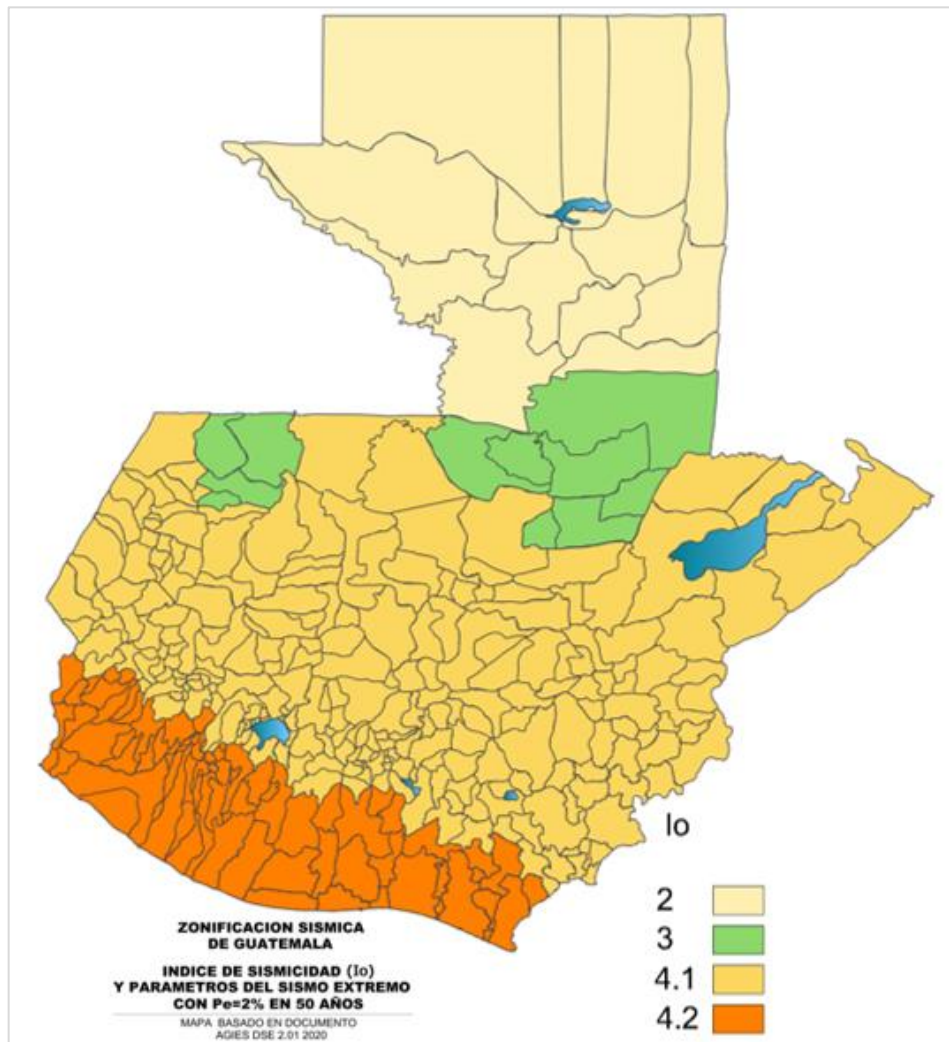 Io
2
3
4.1
4.2
ZONIFICACION SISMICA
DE GUATEMALA
INDICE DE SISMICIDAD (Io)
Y PARAMETROS DEL SISMO EXTREMO
CON Pe=2% EN 50 AÑOS
MAPA BASADO EN DOCUMENTO
AGIES DSE 2.01 2020